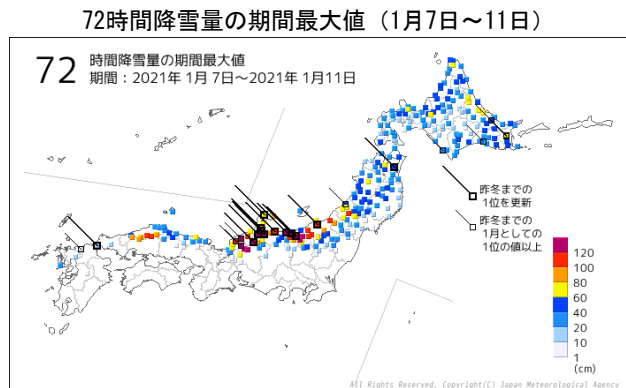 72時間降雪量の期間最大値（1月7日～11日）
72 時間降雪量の期間最大値
期間：2021年 1月 7日～2021年 1月11日
昨冬までの
1位を更新
昨冬までの
1月としての
1位の値以上
120
100
80
60
40
20
10
1
(cm)
All Rights Reserved, Copyright(C) Japan Meteorological Agency